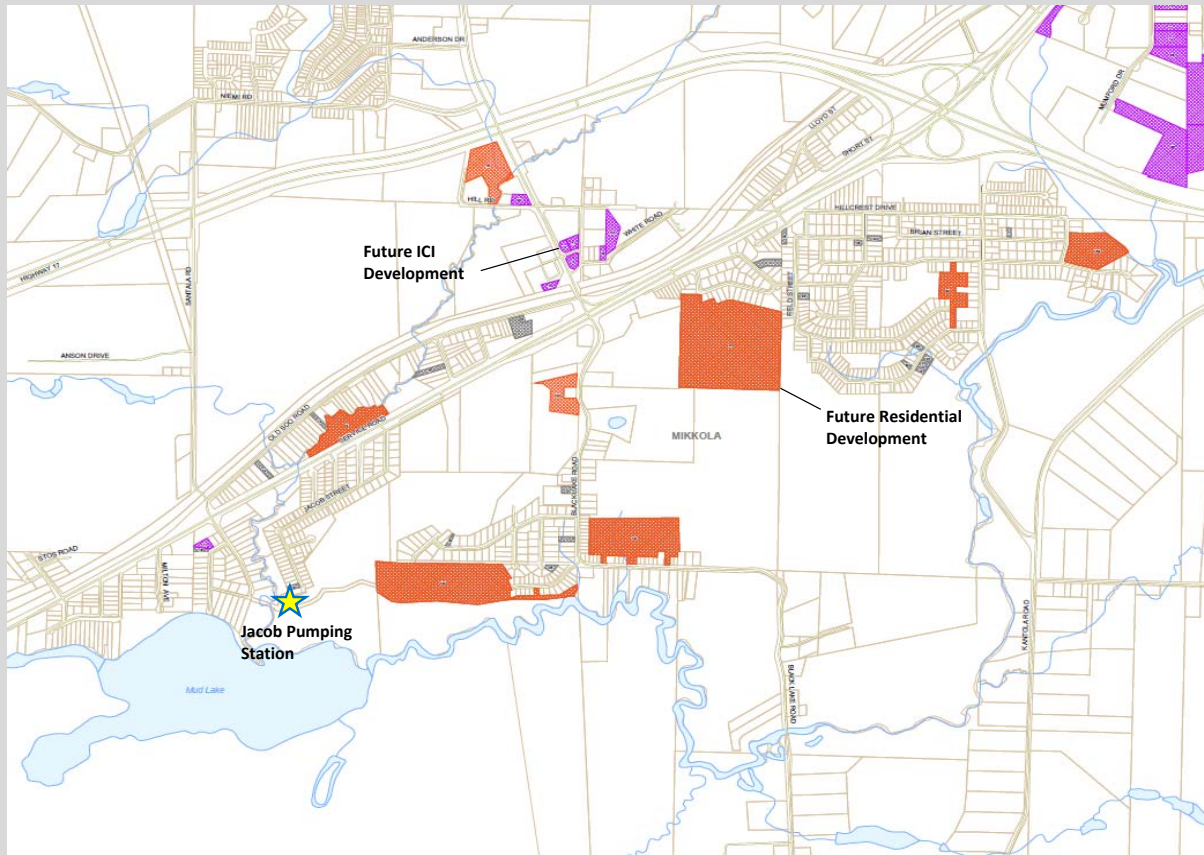 ANDERSON DR
NIEMI RD
MUMFORD DR
LLOYD ST
SHORT ST
HILL RD
HILLCREST DRIVE
WHITE ROAD
BRIAN STREET
Future ICI
Development
HIGHWAY 17
SANTALA RD
REID STREET
ANSON DRIVE
OLD SOO ROAD
SERVICE ROAD
Future Residential
Development
MIKKOLA
JACOB STREET
BLACK LAKE ROAD
STOS ROAD
MILTON AVE
Jacob Pumping
Station
KANTOLA ROAD
Mud Lake
BLACK LAKE ROAD